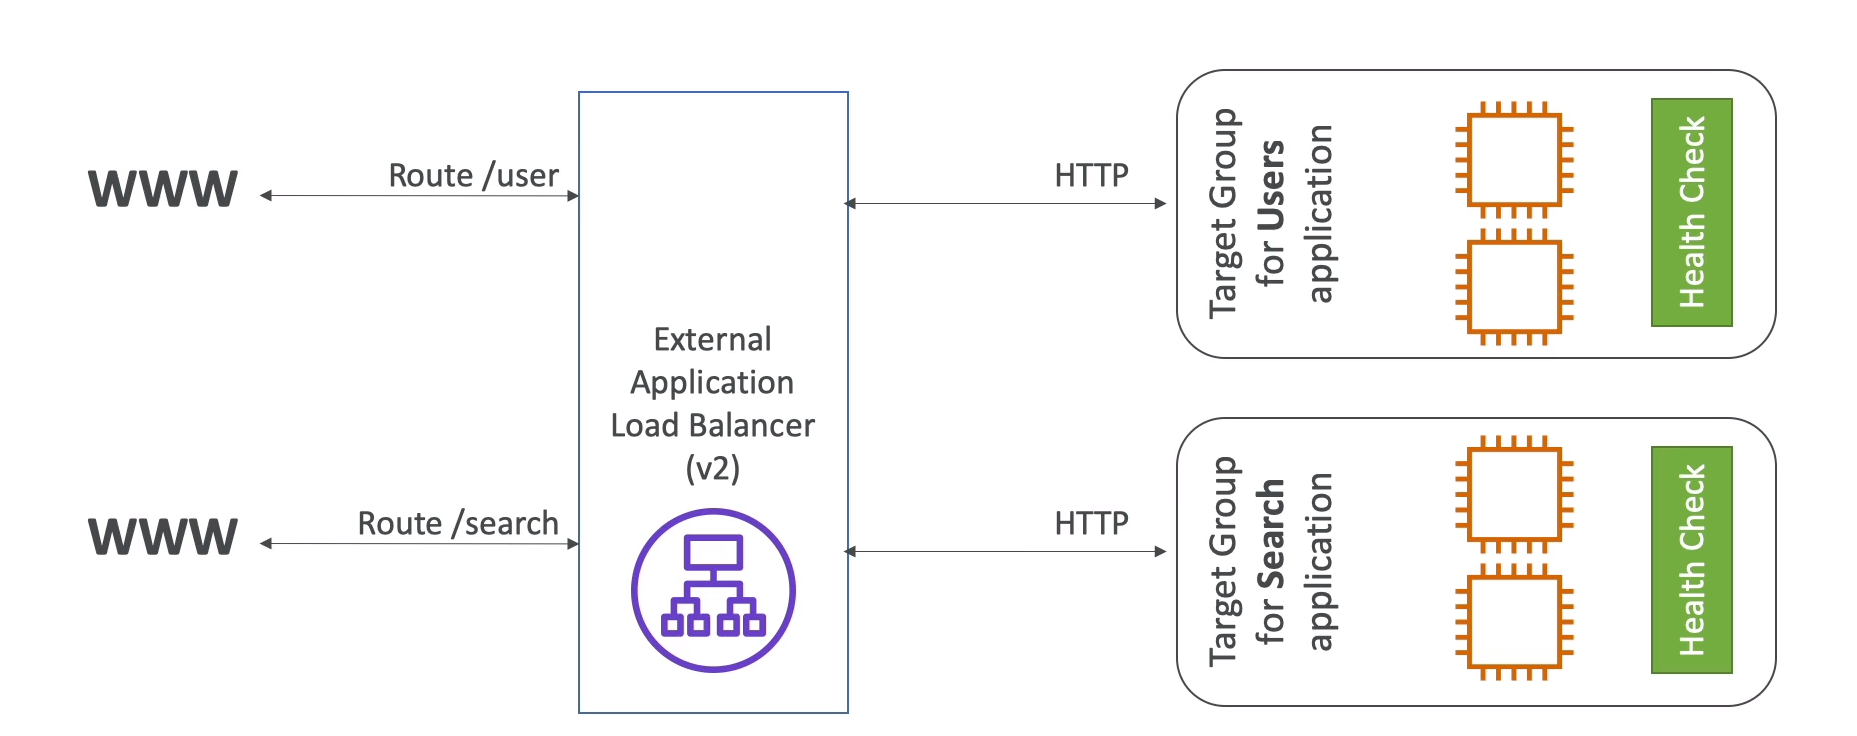 WWW
Route /user
HTTP
Target Group
for Users
application
Health Check
External
Application
Load Balancer
(v2)
WWW
Route /search
HTTP
Target Group
for Search
application
Health Check